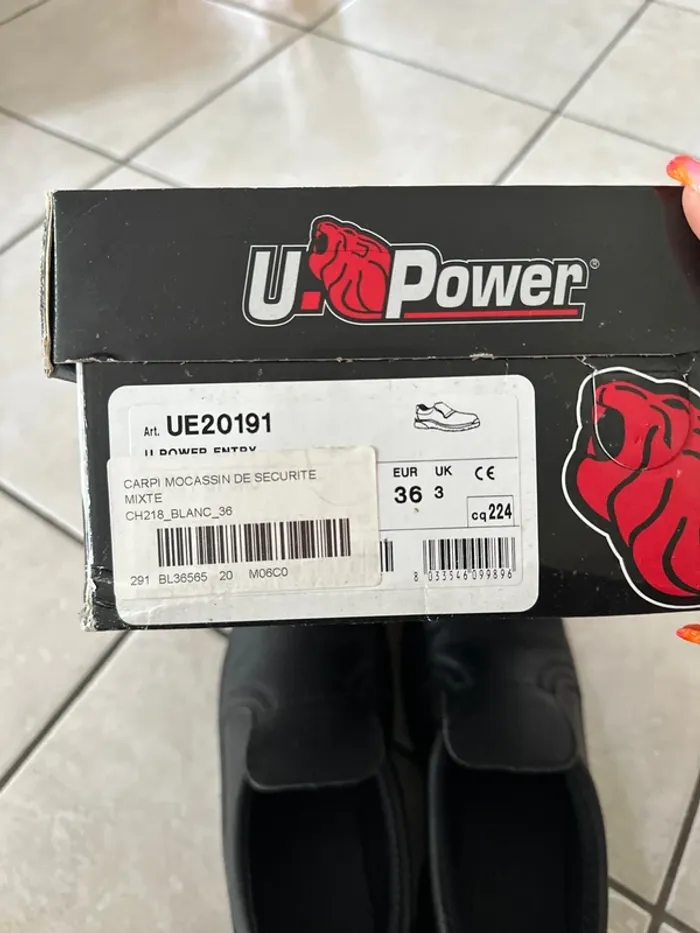 U.Power®
Art. UE20191
U POWER ENTRY
CARPI MOCASSIN DE SECURITE
MIXTE
CH218_BLANC_36
291 BL36565 20 M06C0
EUR UK CE
36 3
cq 224
8 033546 099896